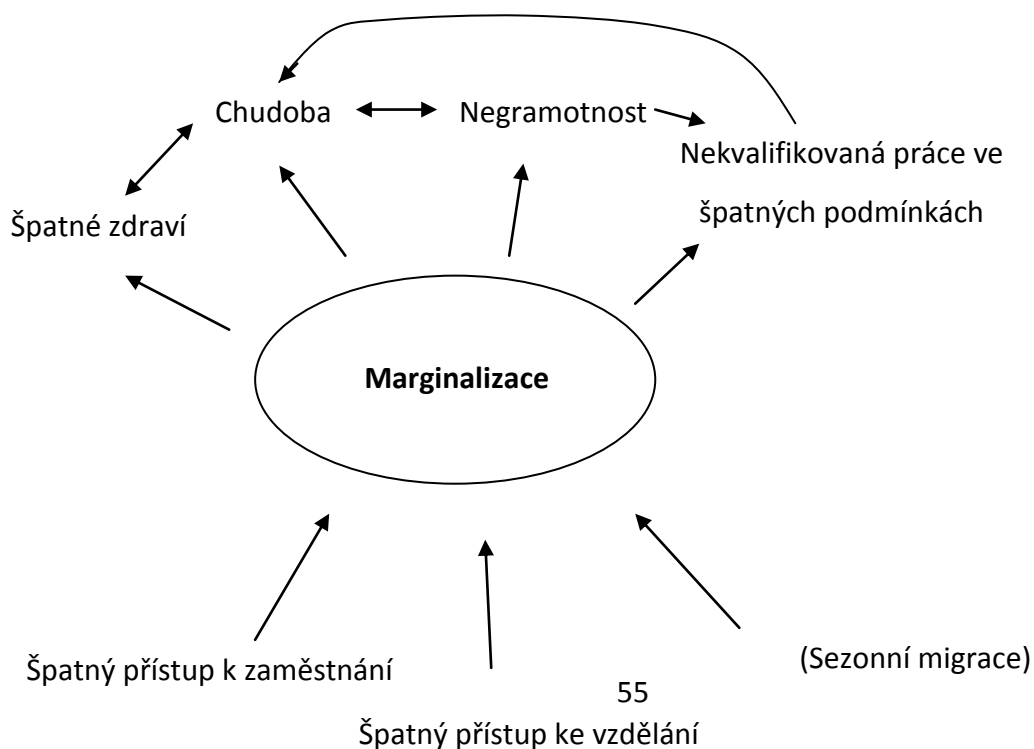 Chudoba
Negramotnost
Nekvalifikovaná práce ve
špatných podmínkách
Špatné zdraví
Marginalizace
Špatný přístup k zaměstnání
(Sezonní migrace)
55
Špatný přístup ke vzdělání